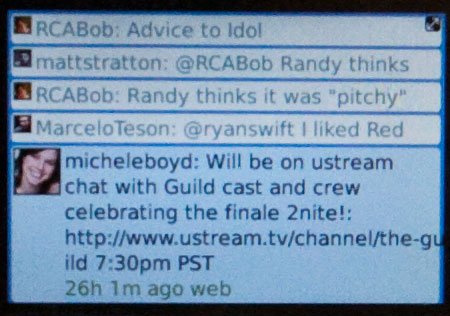 RCABob: Advice to Idol
mattstratton: @RCABob Randy thinks
RCABob: Randy thinks it was "pitchy"
MarceloTeson: @ryanswift I liked Red
micheleboyd: Will be on ustream
chat with Guild cast and crew
celebrating the finale 2nite!:
http://www.ustream.tv/channel/the-gu
ild 7:30pm PST
26h 1m ago web